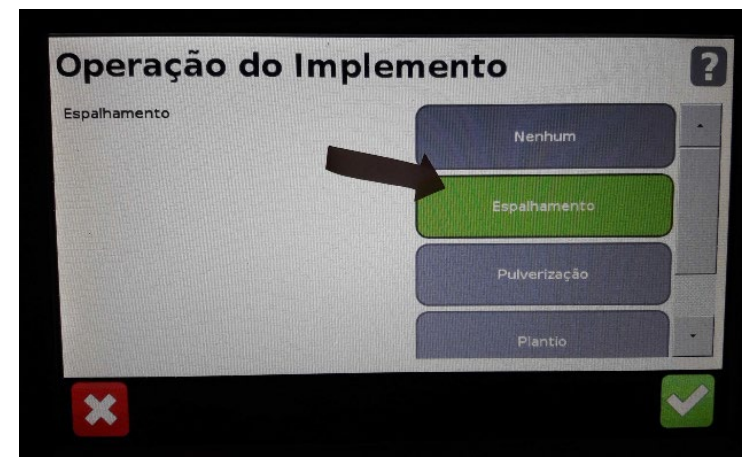 Operação do Implemento
?
Espalhamento
Nenhum
Espalhamento
Pulverização
Plantio